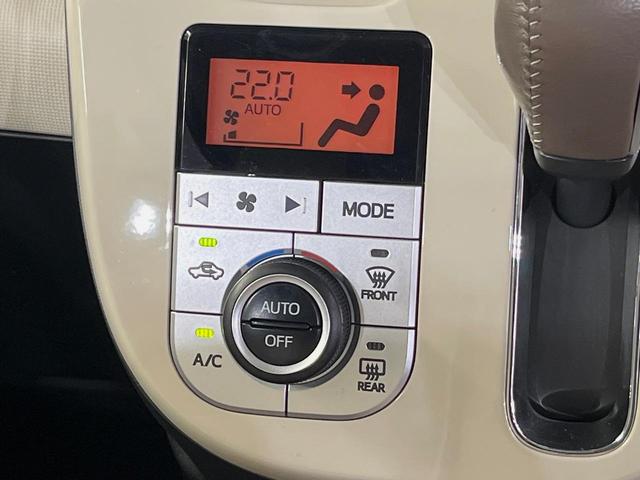 22.0
AUTO
MODE
FRONT
AUTO
OFF
A/C
REAR